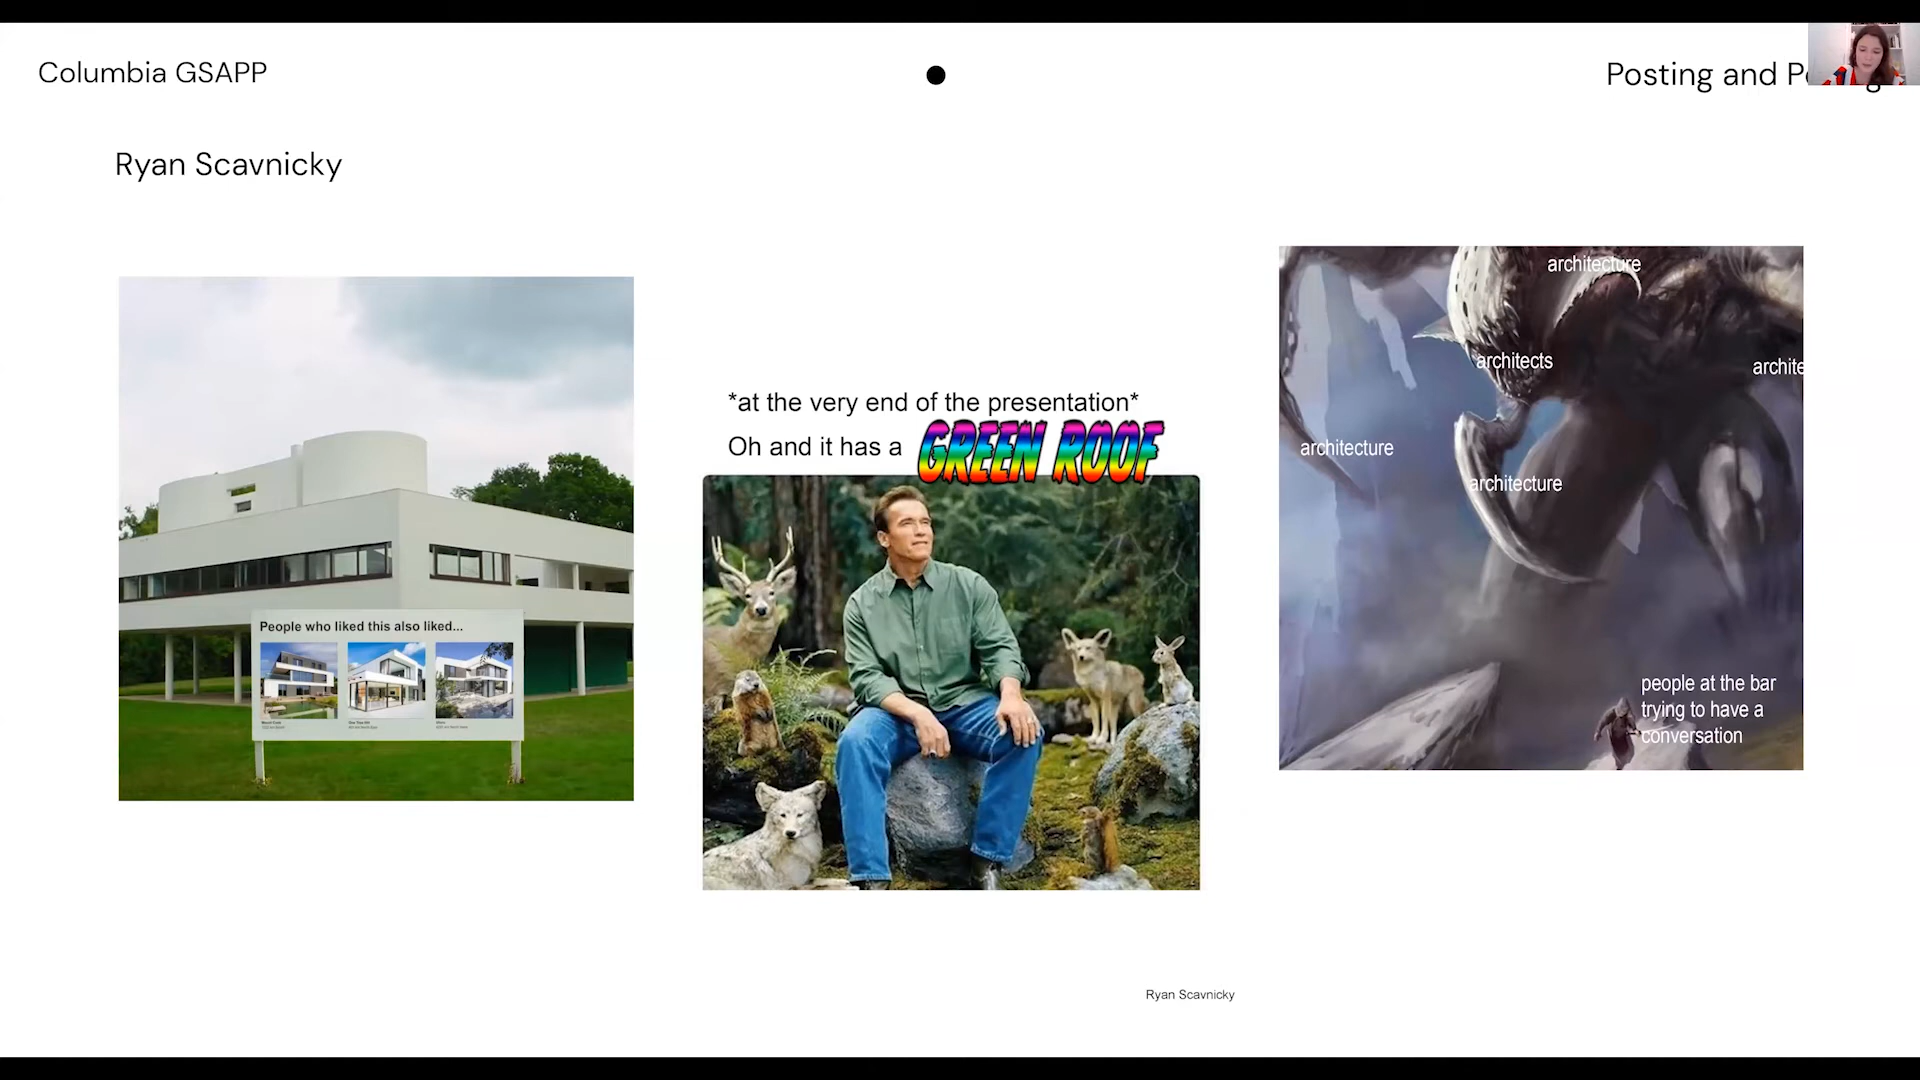 Columbia GSAPP
Posting and
Ryan Scavnicky
People who liked this also liked...
*at the very end of the presentation*
Oh and it has a GREEN ROOF
architecture
architects
archite
architecture
architecture
people at the bar
trying to have a
conversation
Ryan Scavnicky